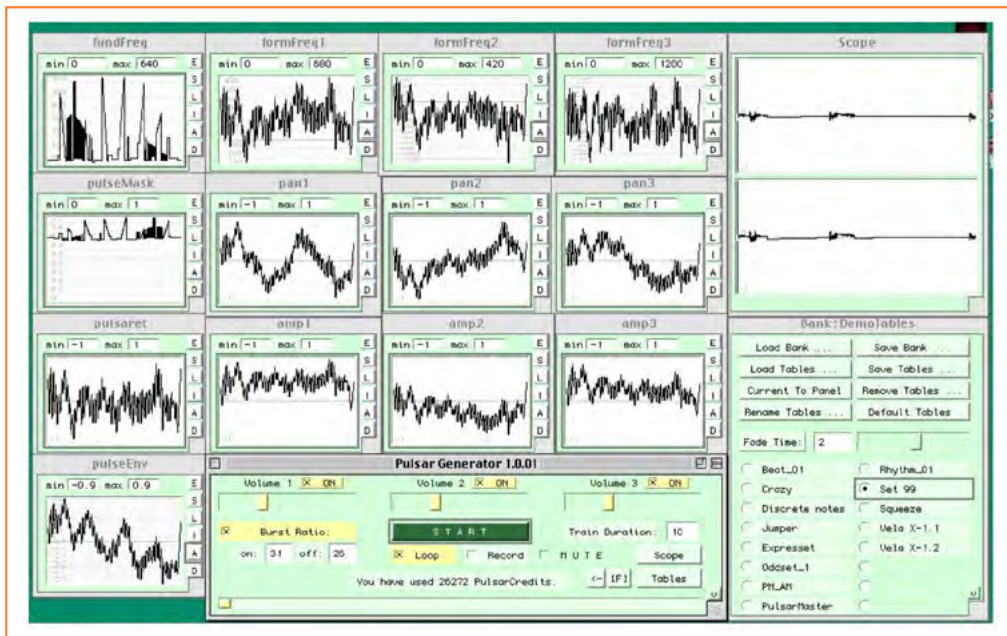 fundFreq
min 0 max 640 E
S
L
I
A
D
formFreq1
min 0 max 680 E
S
L
I
A
D
formFreq2
min 0 max 420 E
S
L
I
A
D
formFreq3
min 0 max 1200 E
S
L
I
A
D
Scope
pulseMask
min 0 max 1 E
S
L
I
A
D
pan1
min -1 max 1 E
S
L
I
A
D
pan2
min -1 max 1 E
S
L
I
A
D
pan3
min -1 max 1 E
S
L
I
A
D
pulsaret
min -1 max 1 E
S
L
I
A
D
amp1
min -1 max 1 E
S
L
I
A
D
amp2
min -1 max 1 E
S
L
I
A
D
amp3
min -1 max 1 E
S
L
I
A
D
Bank:DemoTables
Load Bank ... Save Bank ...
Load Tables ... Save Tables ...
Current To Panel Remove Tables ...
Rename Tables ... Default Tables
Fade Time: 2
Beat_01 Rhythm_01
Crazy Set 99
Discrete notes Squeeze
Jumper Vela X-1.1
Expresset Vela X-1.2
Oddset_1
PM_AM
PulsarMaster
pulseEnv
min -0.9 max 0.9 E
S
L
I
A
D
Pulsar Generator 1.0.01
Volume 1 ON Volume 2 ON Volume 3 ON
Burst Ratio: START Train Duration: 10
on: 31 off: 26 Loop Record MUTE Scope
You have used 26272 PulsarCredits. <- [F] Tables